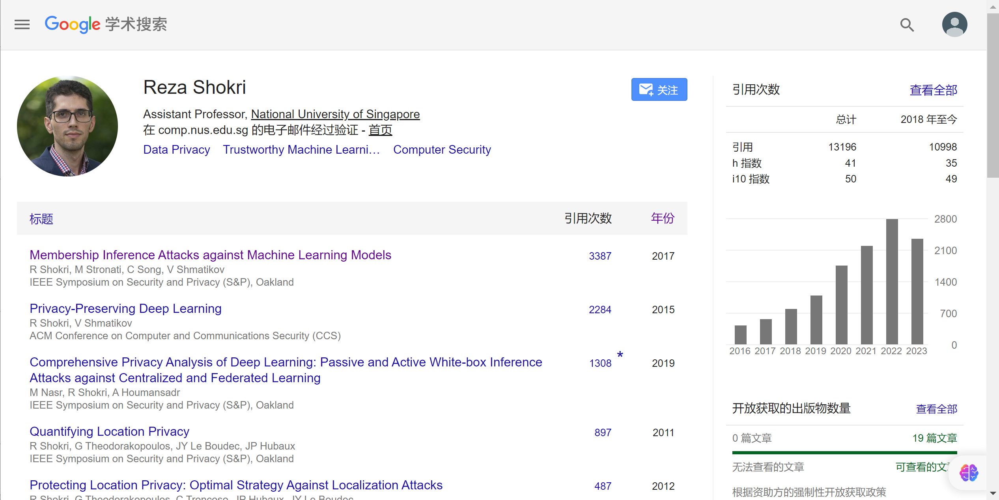 Google 学术搜索
Reza Shokri
关注
Assistant Professor, National University of Singapore
在 comp.nus.edu.sg 的电子邮件经过验证 - 首页
Data Privacy Trustworthy Machine Learni… Computer Security
标题 引用次数 年份
Membership Inference Attacks against Machine Learning Models 3387 2017
R Shokri, M Stronati, C Song, V Shmatikov
IEEE Symposium on Security and Privacy (S&P), Oakland
Privacy-Preserving Deep Learning 2284 2015
R Shokri, V Shmatikov
ACM Conference on Computer and Communications Security (CCS)
Comprehensive Privacy Analysis of Deep Learning: Passive and Active White-box Inference 1308 * 2019
Attacks against Centralized and Federated Learning
M Nasr, R Shokri, A Houmansadr
IEEE Symposium on Security and Privacy (S&P), Oakland
Quantifying Location Privacy 897 2011
R Shokri, G Theodorakopoulos, JY Le Boudec, JP Hubaux
IEEE Symposium on Security and Privacy (S&P), Oakland
Protecting Location Privacy: Optimal Strategy Against Localization Attacks 487 2012
R Shokri, G Theodorakopoulos, C Troncoso, JP Hubaux, JY Le Boudec
引用次数 查看全部
总计 2018 年至今
引用 13196 10998
h 指数 41 35
i10 指数 50 49
2800
2100
1400
700
0
2016 2017 2018 2019 2020 2021 2022 2023
开放获取的出版物数量 查看全部
0 篇文章 19 篇文章
无法查看的文章 可查看的文
根据资助方的强制性开放获取政策